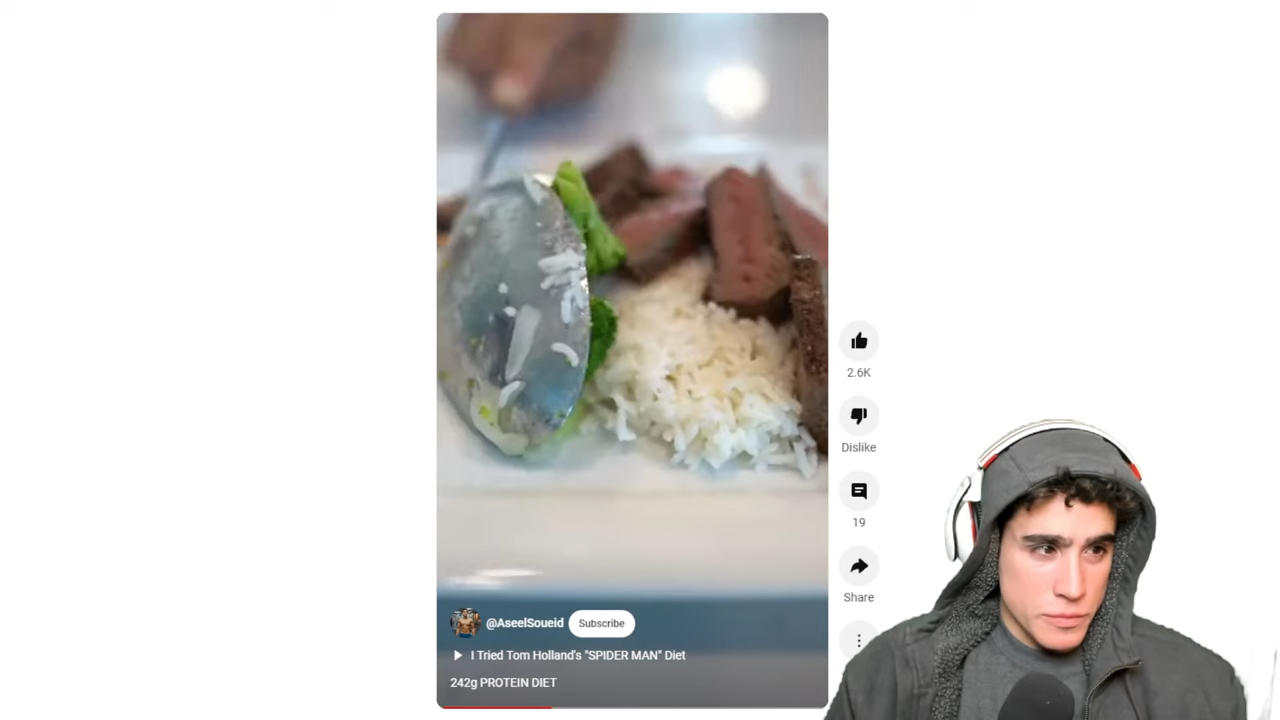 2.6K
Dislike
19
Share
@AseelSoueid Subscribe
I Tried Tom Holland's "SPIDER MAN" Diet
242g PROTEIN DIET